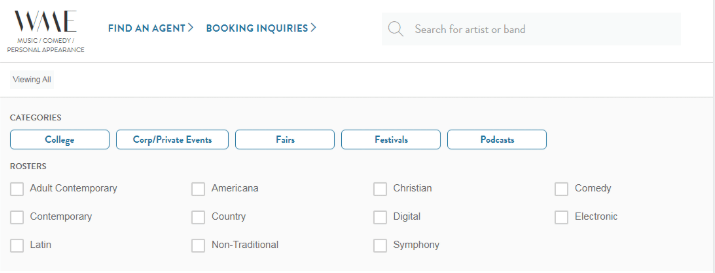 WME
MUSIC / COMEDY /
PERSONAL APPEARANCE
FIND AN AGENT >
BOOKING INQUIRIES >
Search for artist or band
Viewing All
CATEGORIES
College
Corp/Private Events
Fairs
Festivals
Podcasts
ROSTERS
Adult Contemporary
Americana
Christian
Comedy
Contemporary
Country
Digital
Electronic
Latin
Non-Traditional
Symphony